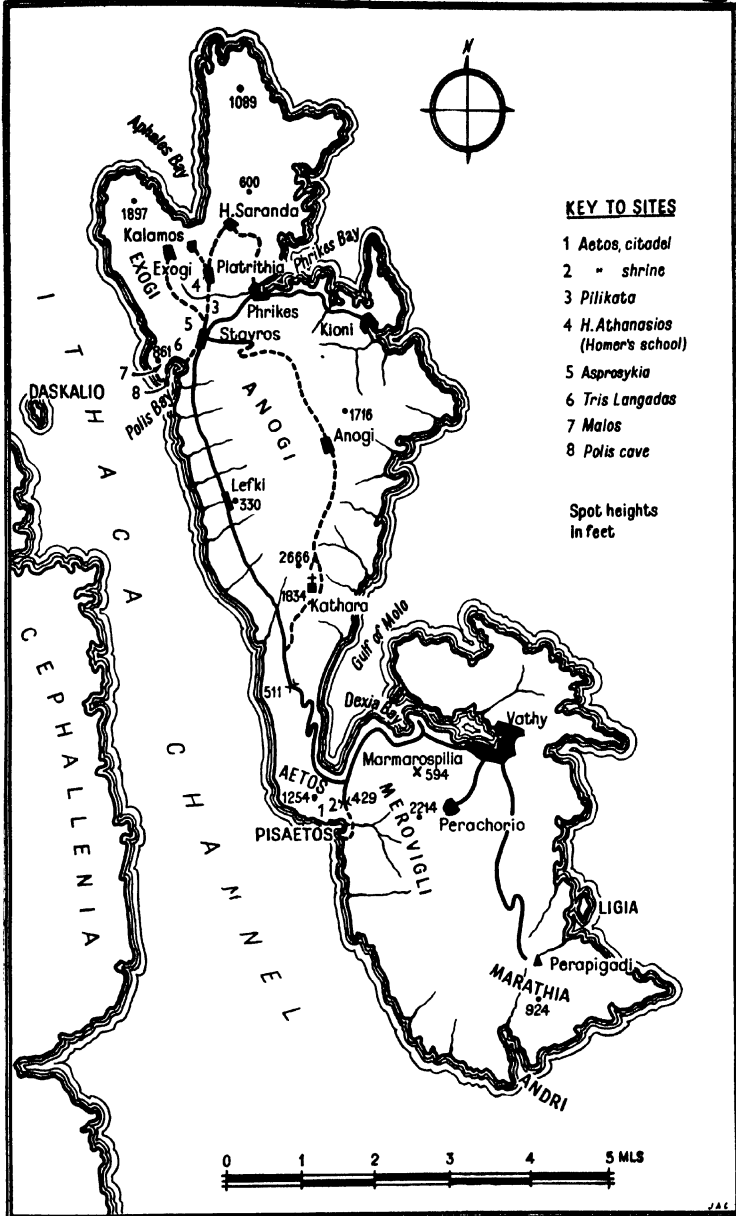 N
1089
Aphales Bay
600
1897
H. Saranda
Kalamos
Phrikes Bay
EXOGI
Exogi
Platrithia
4
3
Phrikes
5
Stavros
Kioni
6
861
7
8
Polis Bay
DASKALIO
ITHACA CHANNEL
ANOGI
1716
Anogi
Lefki
330
2666
1834
Kathara
CEPHALLENIA
Gulf of Molo
511
Dexia Bay
Vathy
Marmarospilia
594
AETOS
1254
1
2
429
MEROVIGLI
2214
Perachorio
PISAETOS
LIGIA
Perapigadi
MARATHIA
924
ANDRI
KEY TO SITES
1 Aetos, citadel
2 " shrine
3 Pilikata
4 H. Athanasios
(Homer's school)
5 Asprosykia
6 Tris Langadas
7 Malos
8 Polis cave
Spot heights
in feet
0 1 2 3 4 5 MLS
JAC